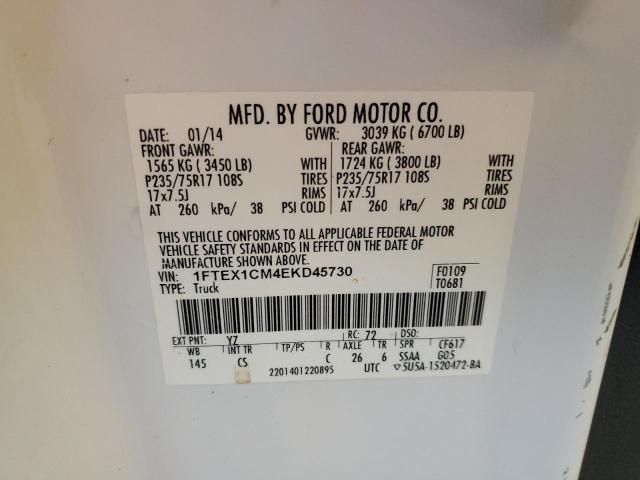 MFD. BY FORD MOTOR CO.
DATE: 01/14 GVWR: 3039 KG ( 6700 LB)
FRONT GAWR: REAR GAWR:
1565 KG ( 3450 LB) WITH 1724 KG ( 3800 LB) WITH
P235/75R17 108S TIRES P235/75R17 108S TIRES
17x7.5J RIMS 17x7.5J RIMS
AT 260 kPa/ 38 PSI COLD AT 260 kPa/ 38 PSI COLD
THIS VEHICLE CONFORMS TO ALL APPLICABLE FEDERAL MOTOR
VEHICLE SAFETY STANDARDS IN EFFECT ON THE DATE OF
MANUFACTURE SHOWN ABOVE.
VIN: 1FTEX1CM4EKD45730 F0109
TYPE: Truck T0681
EXT PNT: YZ RC: 72 DSO:
WB INT TR TP/PS R AXLE TR SPR CF617
145 CS C 26 6 SSAA G05
2201401220895 UTC ▽5U5A-1520472-BA